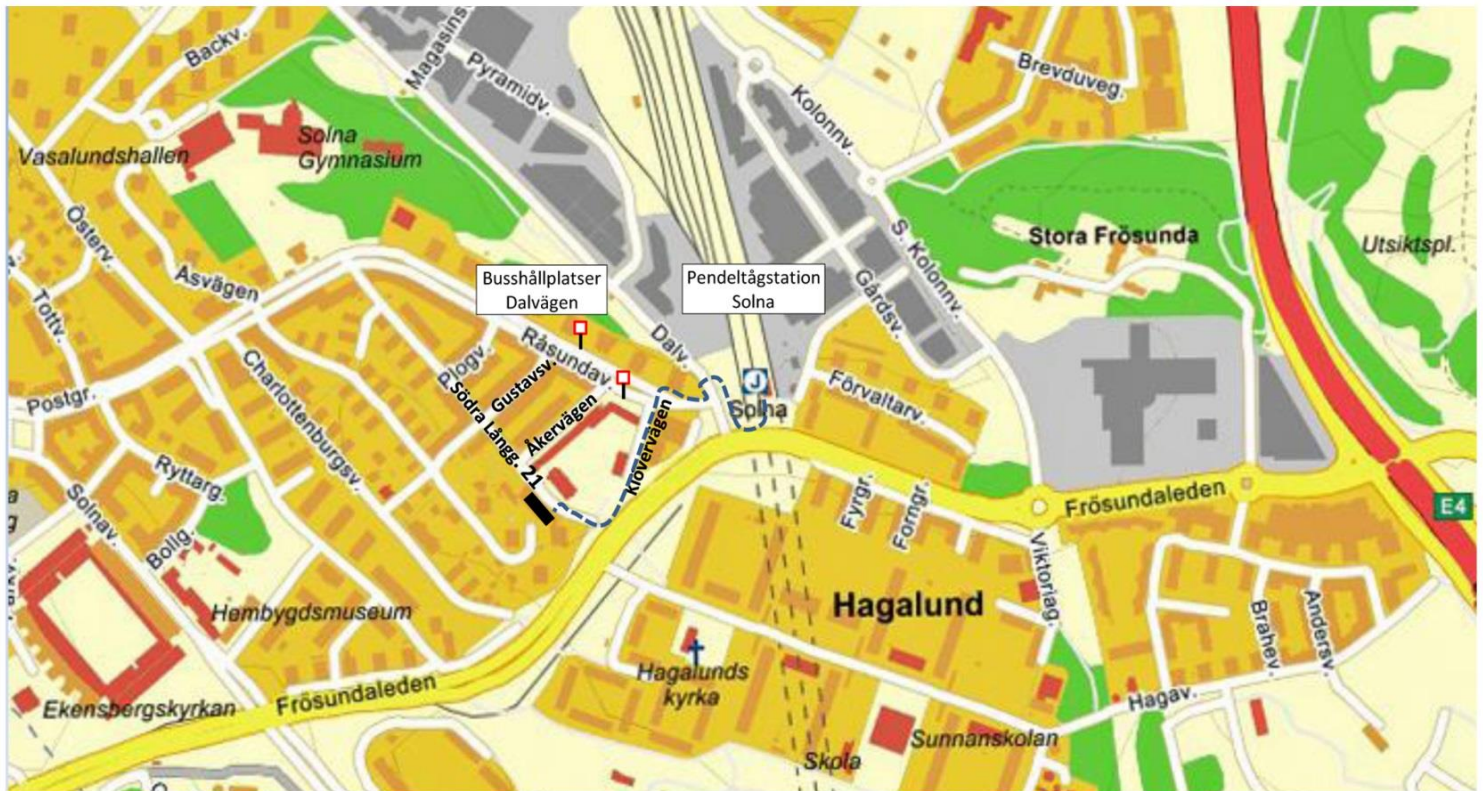 Backv.
Magasins
Pyramidv.
Kolonnv.
Brevduveg.
Vasalundshallen
Solna
Gymnasium
Österv.
Åsvägen
Busshållplatser
Dalvägen
Pendeltågstation
Solna
S. Kolonnv.
Stora Frösunda
Utsiktspl.
Tottv.
Postgr.
Charlottenburgsv.
Plogv.
Råsundav.
Gustavsv.
Södra Långg. 21
Åkervägen
Klövervägen
Dalv.
J
Solna
Gårdsv.
Förvaltarv.
Ryttarg.
Solnav.
Bollg.
Fyrgr.
Forngr.
Frösundaleden
E4
Viktoriag.
Hagalund
Hembygdsmuseum
Hagalunds
kyrka
Brahev.
Andersv.
Hagav.
Ekensbergskyrkan
Frösundaleden
Skola
Sunnanskolan